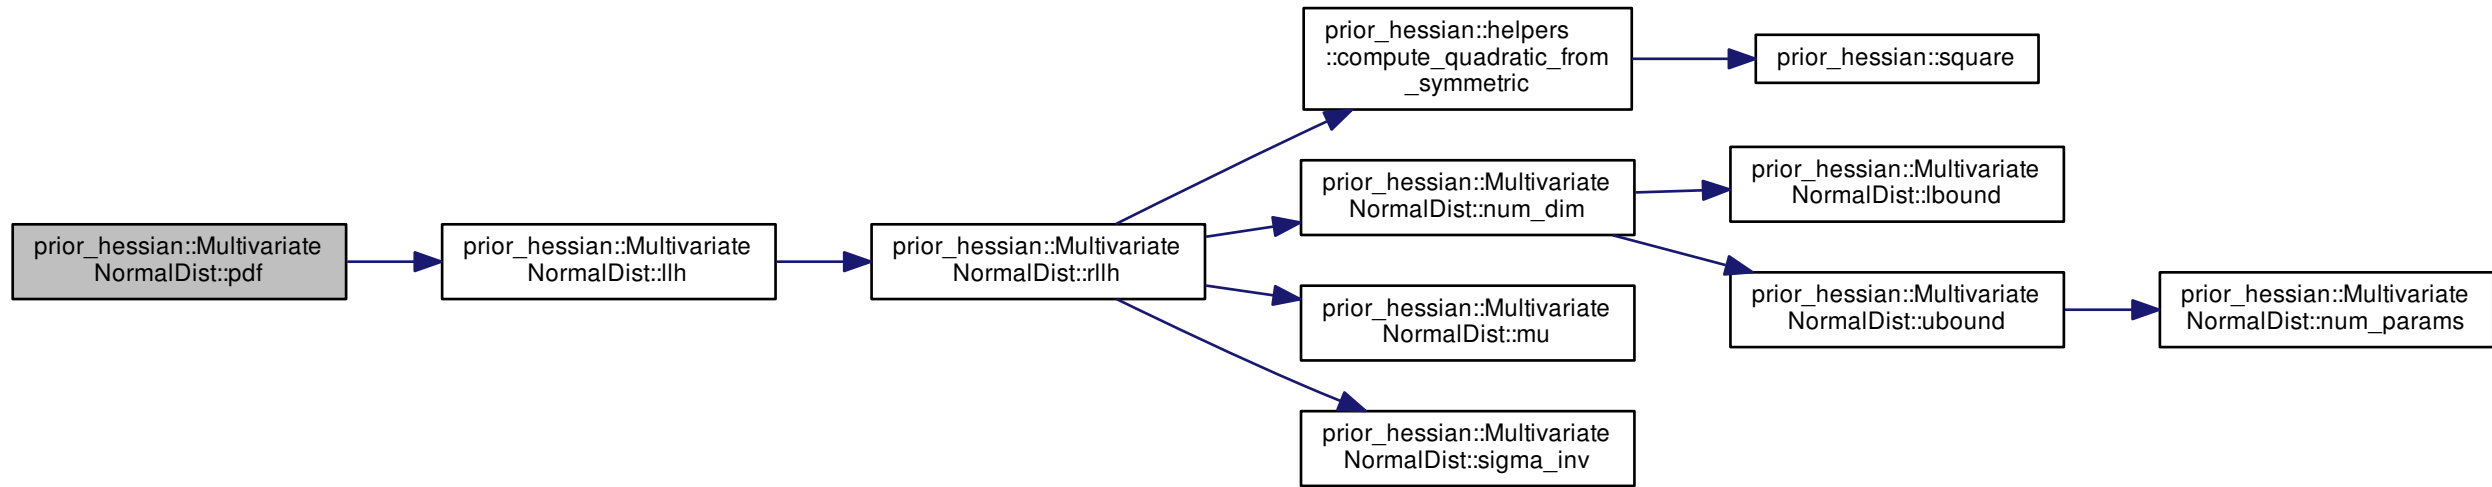 prior_hessian::Multivariate
NormalDist::pdf
prior_hessian::Multivariate
NormalDist::llh
prior_hessian::Multivariate
NormalDist::rllh
prior_hessian::helpers
::compute_quadratic_from
_symmetric
prior_hessian::square
prior_hessian::Multivariate
NormalDist::num_dim
prior_hessian::Multivariate
NormalDist::lbound
prior_hessian::Multivariate
NormalDist::ubound
prior_hessian::Multivariate
NormalDist::num_params
prior_hessian::Multivariate
NormalDist::mu
prior_hessian::Multivariate
NormalDist::sigma_inv